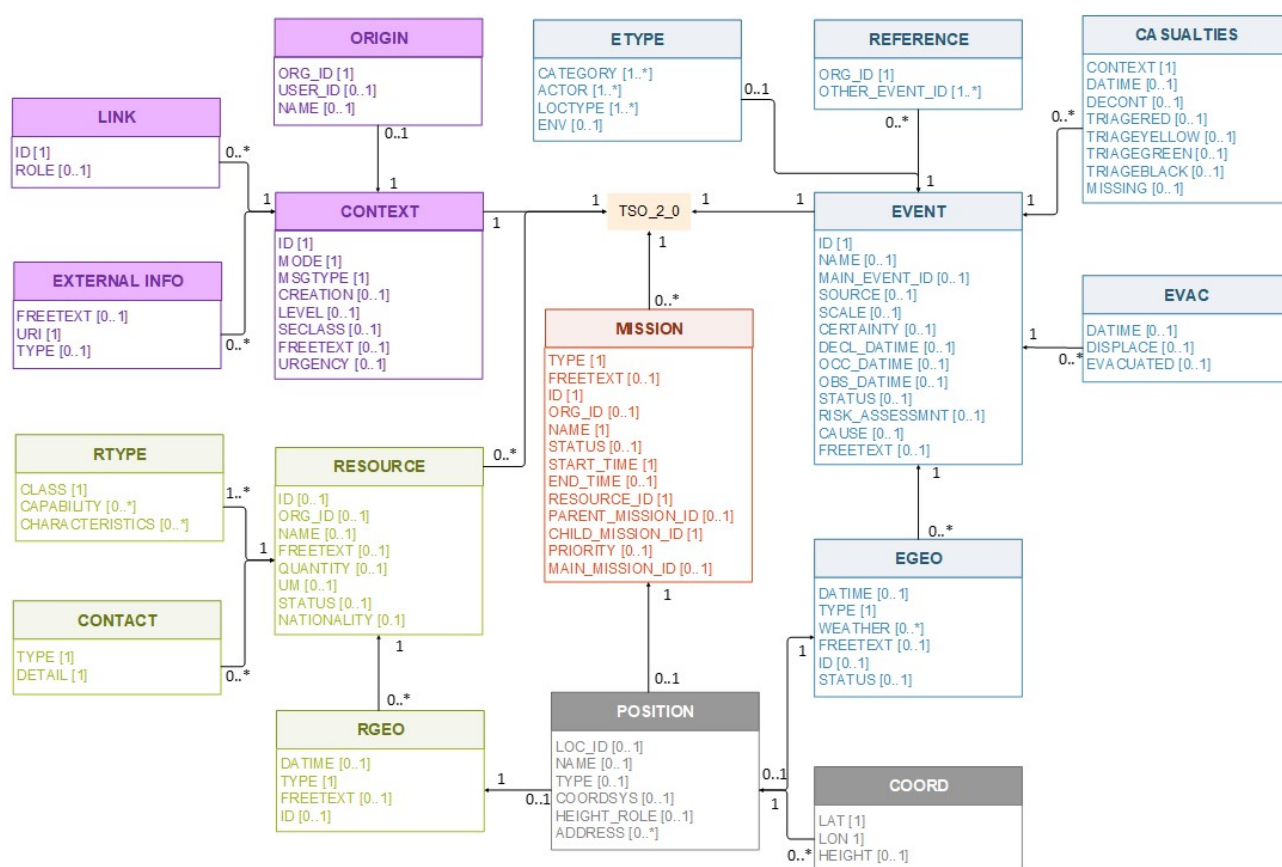 ORIGIN
ORG_ID [1]
USER_ID [0..1]
NAME [0..1]
0..1
1
ETYPE
CATEGORY [1..*]
ACTOR [1..*]
LOCTYPE [1..*]
ENV [0..1]
0..1
REFERENCE
ORG_ID [1]
OTHER_EVENT_ID [1..*]
0..*
1
CASUALTIES
CONTEXT [1]
DATIME [0..1]
DECONT [0..1]
TRIAGERED [0..1]
TRIAGEYELLOW [0..1]
TRIAGEGREEN [0..1]
TRIAGEBLACK [0..1]
MISSING [0..1]
0..*
1
LINK
ID [1]
ROLE [0..1]
0..*
1
CONTEXT
ID [1]
MODE [1]
MSGTYPE [1]
CREATION [0..1]
LEVEL [0..1]
SECLASS [0..1]
FREETEXT [0..1]
URGENCY [0..1]
1
1
TSO_2_0
1
1
1
EVENT
ID [1]
NAME [0..1]
MAIN_EVENT_ID [0..1]
SOURCE [0..1]
SCALE [0..1]
CERTAINTY [0..1]
DECL_DATIME [0..1]
OCC_DATIME [0..1]
OBS_DATIME [0..1]
STATUS [0..1]
RISK_ASSESSMNT [0..1]
CAUSE [0..1]
FREETEXT [0..1]
1
EXTERNAL INFO
FREETEXT [0..1]
URI [1]
TYPE [0..1]
0..*
0..*
MISSION
TYPE [1]
FREETEXT [0..1]
ID [1]
ORG_ID [0..1]
NAME [1]
STATUS [0..1]
START_TIME [1]
END_TIME [0..1]
RESOURCE_ID [1]
PARENT_MISSION_ID [0..1]
CHILD_MISSION_ID [1]
PRIORITY [0..1]
MAIN_MISSION_ID [0..1]
1
1
EVAC
DATIME [0..1]
DISPLACE [0..1]
EVACUATED [0..1]
0..*
RTYPE
CLASS [1]
CAPABILITY [0..*]
CHARACTERISTICS [0..*]
1..*
1
RESOURCE
ID [0..1]
ORG_ID [0..1]
NAME [0..1]
FREETEXT [0..1]
QUANTITY [0..1]
UM [0..1]
STATUS [0..1]
NATIONALITY [0.1]
0..*
1
CONTACT
TYPE [1]
DETAIL [1]
0..*
0..*
EGEO
DATIME [0..1]
TYPE [1]
WEATHER [0..*]
FREETEXT [0..1]
ID [0..1]
STATUS [0..1]
1
0..*
RGEO
DATIME [0..1]
TYPE [1]
FREETEXT [0..1]
ID [0..1]
1
0..1
0..1
POSITION
LOC_ID [0..1]
NAME [0..1]
TYPE [0..1]
COORDSYS [0..1]
HEIGHT_ROLE [0..1]
ADDRESS [0..*]
0..1
1
0..*
COORD
LAT [1]
LON 1]
HEIGHT [0..1]